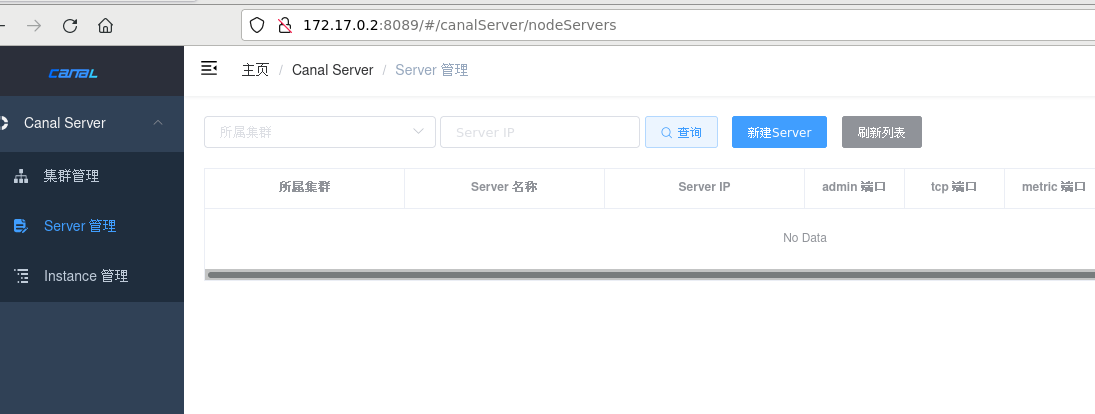 172.17.0.2:8089/#/canalServer/nodeServers
canal
主页 / Canal Server / Server 管理
Canal Server
所属集群 Server IP 查询 新建Server 刷新列表
集群管理
所属集群 Server 名称 Server IP admin 端口 tcp 端口 metric 端口
Server 管理
No Data
Instance 管理